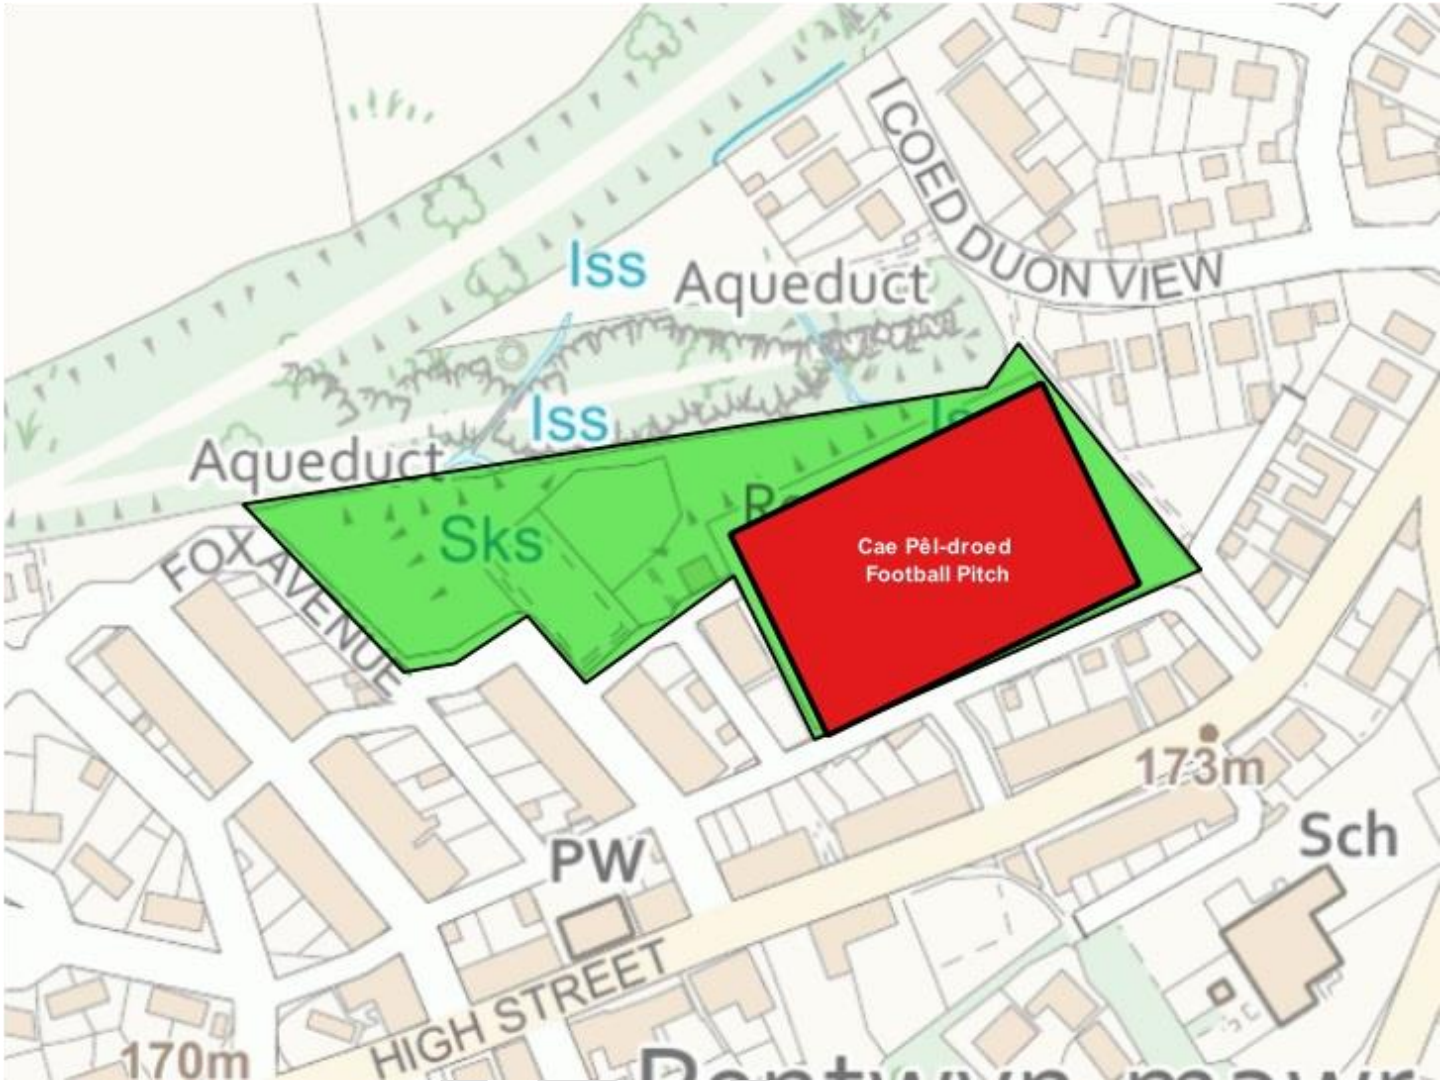 COED DUON VIEW
Iss
Aqueduct
Iss
Aqueduct
FOX AVENUE
Sks
Cae Pêl-droed
Football Pitch
173m
Sch
PW
HIGH STREET
170m